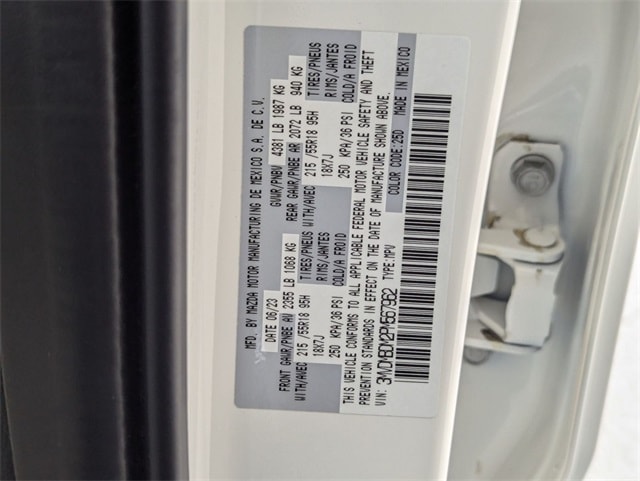 MFG. BY MAZDA MOTOR MANUFACTURING DE MEXICO S.A. DE C.V.
DATE 06/23 GVWR/PNBV 4381 LB 1987 KG
FRONT GAWR/PNBE AV 2355 LB 1068 KG REAR GAWR/PNBE AR 2072 LB 940 KG
WITH/AVEC TIRES/PNEUS WITH/AVEC TIRES/PNEUS
215 /55R18 95H RIMS/JANTES 215 /55R18 95H RIMS/JANTES
18X7J 18X7J
250 KPA/36 PSI COLD/A FROID 250 KPA/36 PSI COLD/A FROID
THIS VEHICLE CONFORMS TO ALL APPLICABLE FEDERAL MOTOR VEHICLE SAFETY AND THEFT
PREVENTION STANDARDS IN EFFECT ON THE DATE OF MANUFACTURE SHOWN ABOVE.
VIN: 3MVDMBDM2PM567962 TYPE:MPV COLOR CODE:25D MADE IN MEXICO